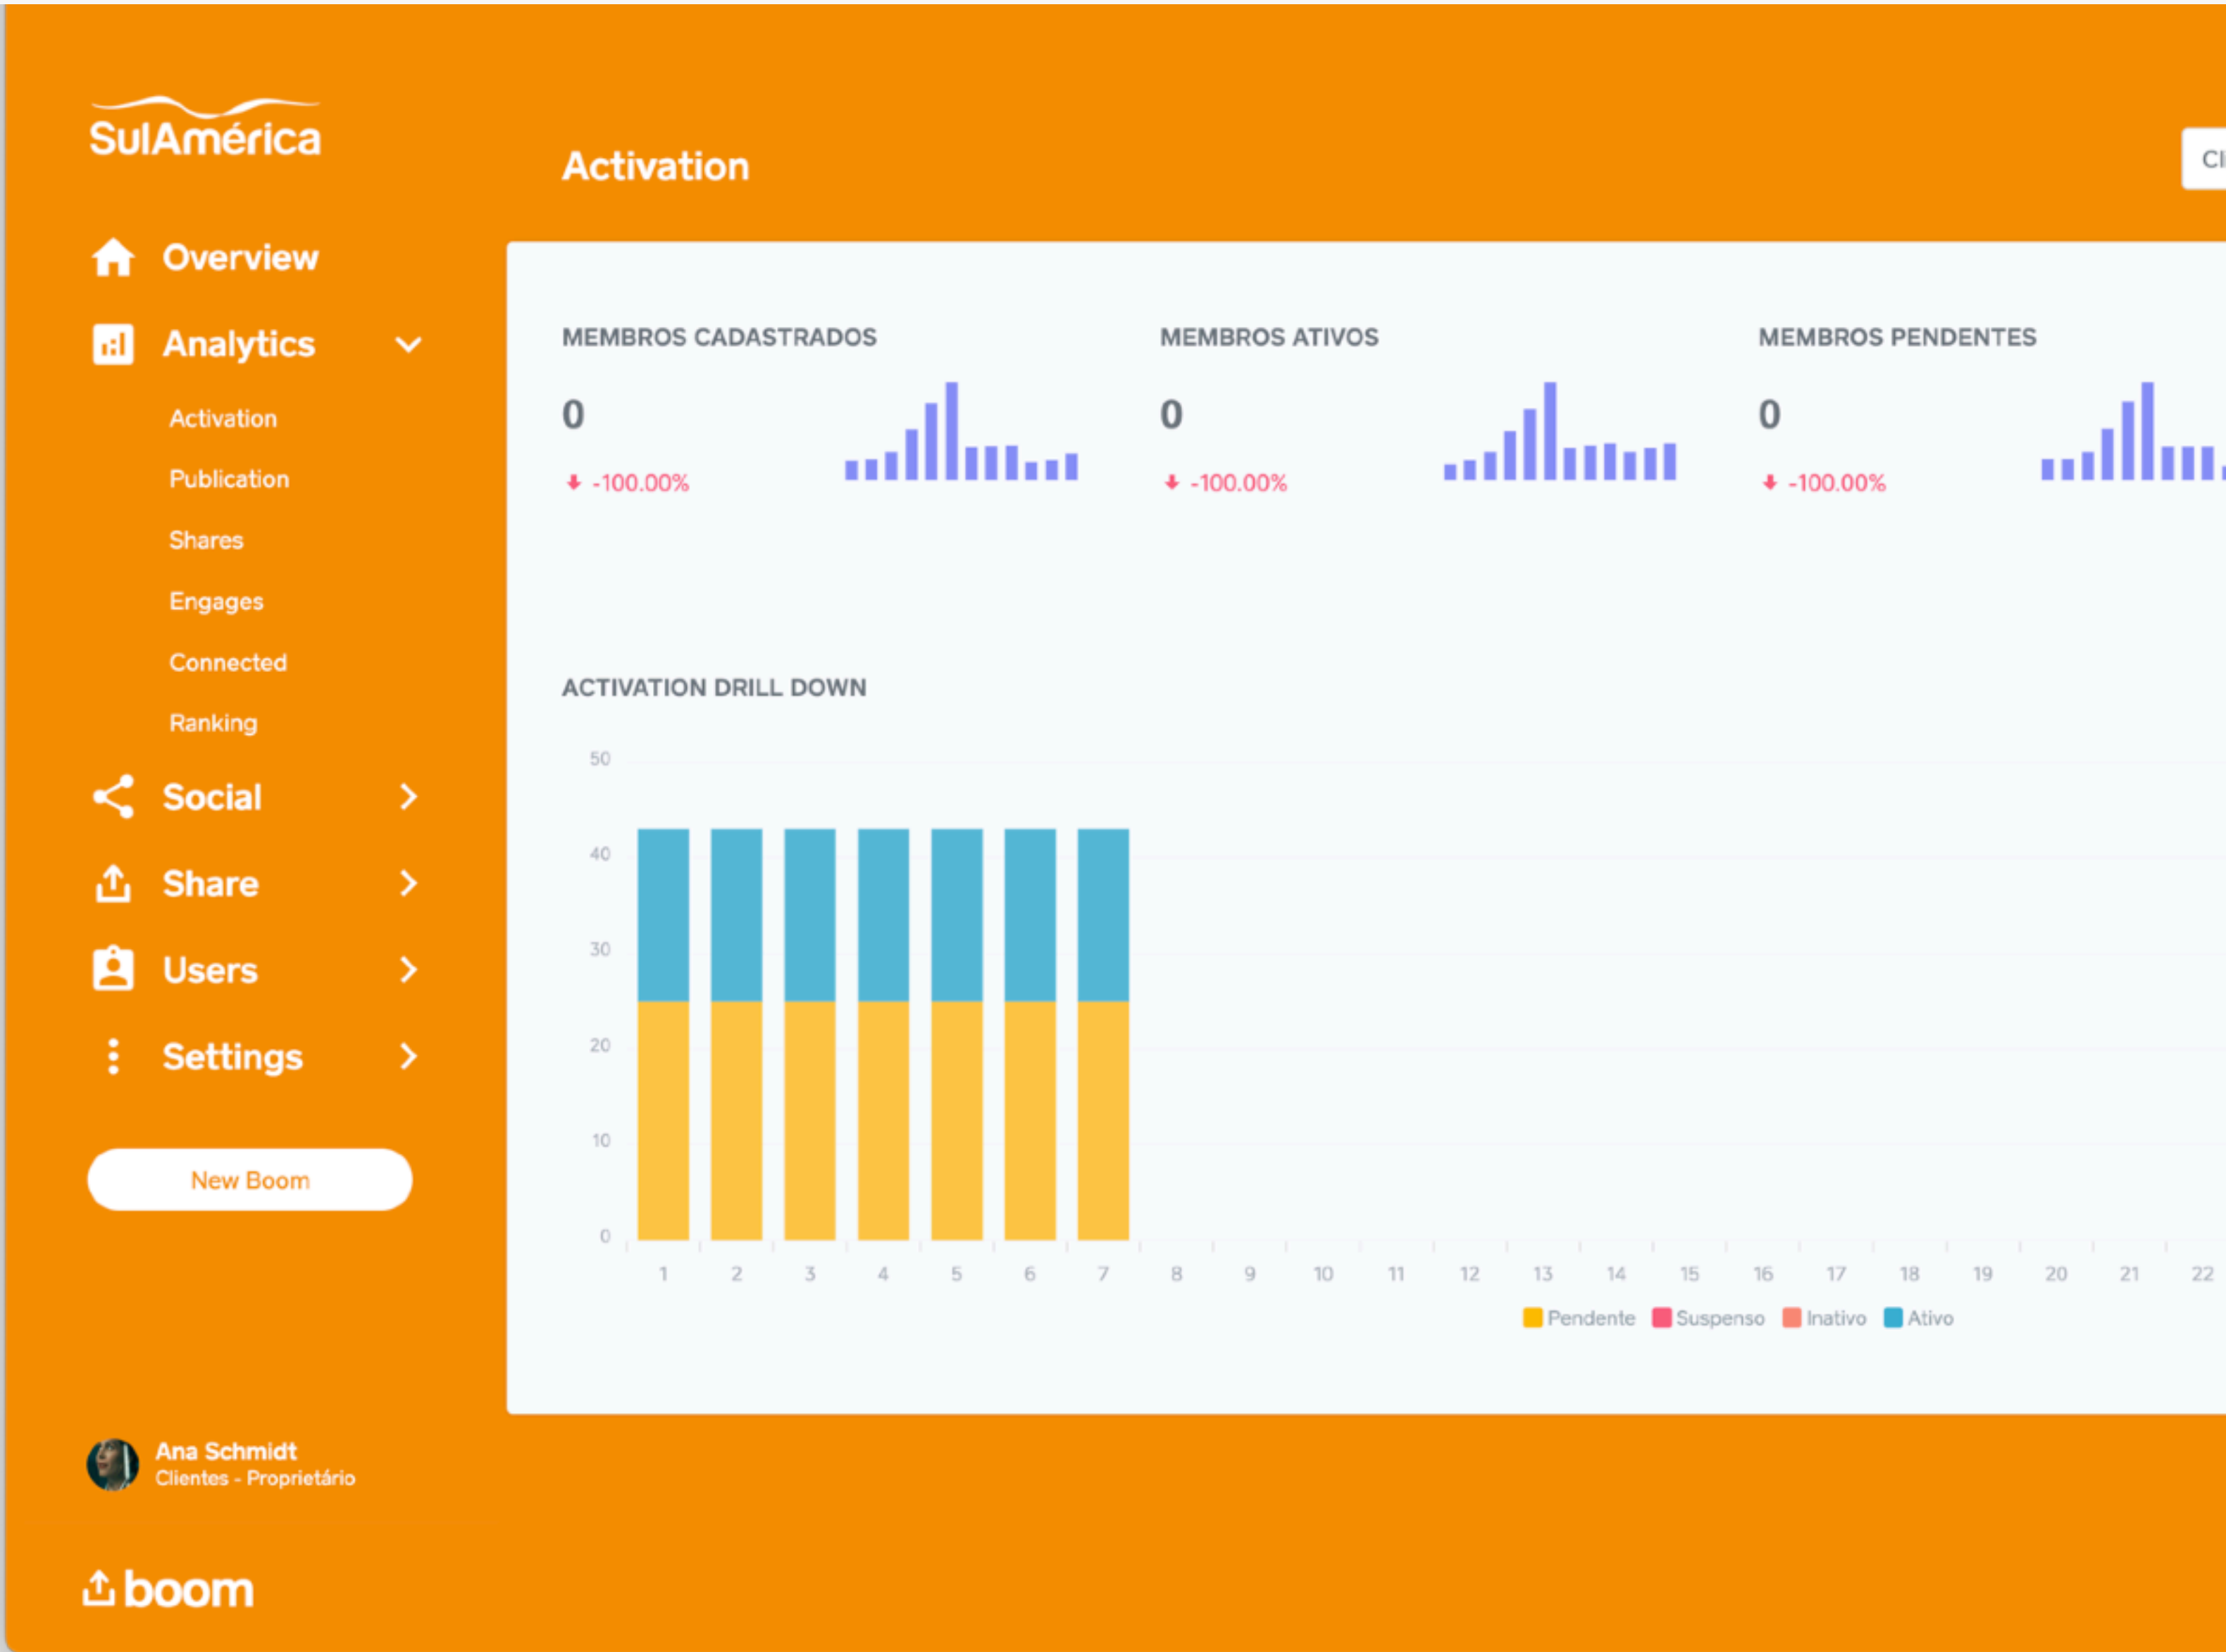 SulAmérica
Activation
Cli
Overview
Analytics
Activation
Publication
Shares
Engages
Connected
Ranking
Social
Share
Users
Settings
New Boom
Ana Schmidt
Clientes - Proprietário
boom
MEMBROS CADASTRADOS
0
-100.00%
MEMBROS ATIVOS
0
-100.00%
MEMBROS PENDENTES
0
-100.00%
ACTIVATION DRILL DOWN
50
40
30
20
10
0
1 2 3 4 5 6 7 8 9 10 11 12 13 14 15 16 17 18 19 20 21 22
Pendente Suspenso Inativo Ativo